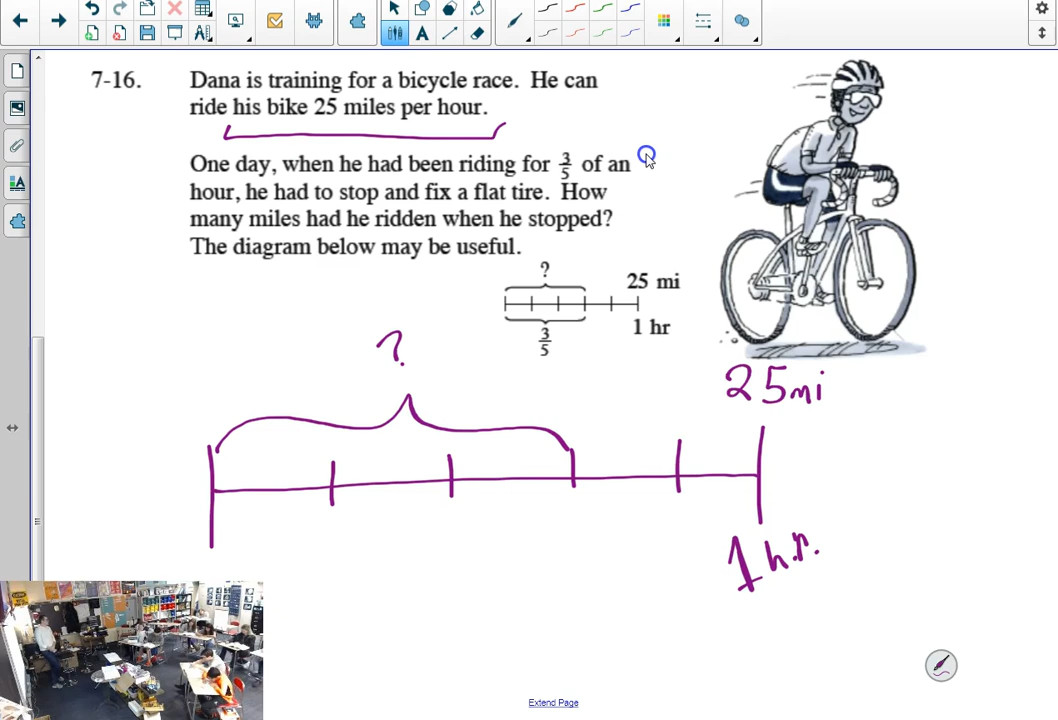 7-16. Dana is training for a bicycle race. He can
ride his bike 25 miles per hour.
One day, when he had been riding for 3/5 of an
hour, he had to stop and fix a flat tire. How
many miles had he ridden when he stopped?
The diagram below may be useful.
?
25 mi
1 hr
3/5
?
25mi
1 hr.
Extend Page